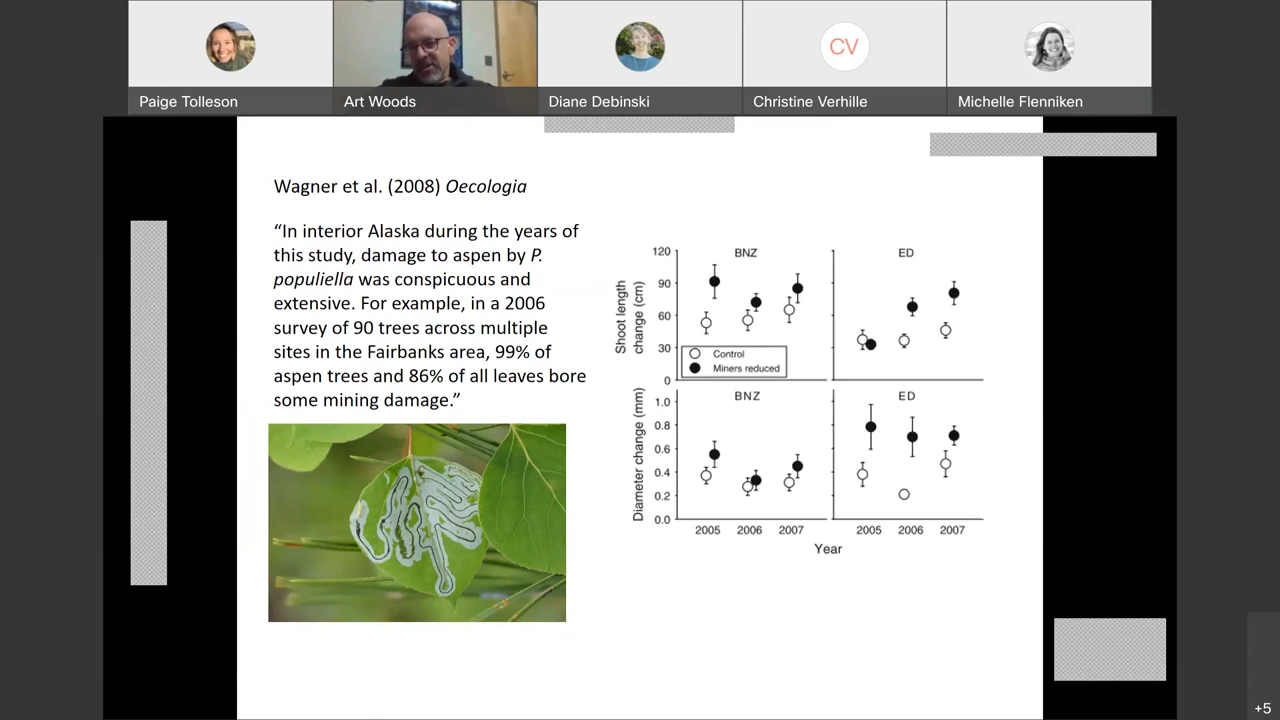 CV
Paige Tolleson
Art Woods
Diane Debinski
Christine Verhille
Michelle Flenniken
Wagner et al. (2008) Oecologia
“In interior Alaska during the years of
this study, damage to aspen by P.
populiella was conspicuous and
extensive. For example, in a 2006
survey of 90 trees across multiple
sites in the Fairbanks area, 99% of
aspen trees and 86% of all leaves bore
some mining damage.”
BNZ
ED
Shoot length
change (cm)
120
90
60
30
0
Control
Miners reduced
BNZ
ED
Diameter change (mm)
1.0
0.8
0.6
0.4
0.2
0.0
2005 2006 2007 2005 2006 2007
Year
+5